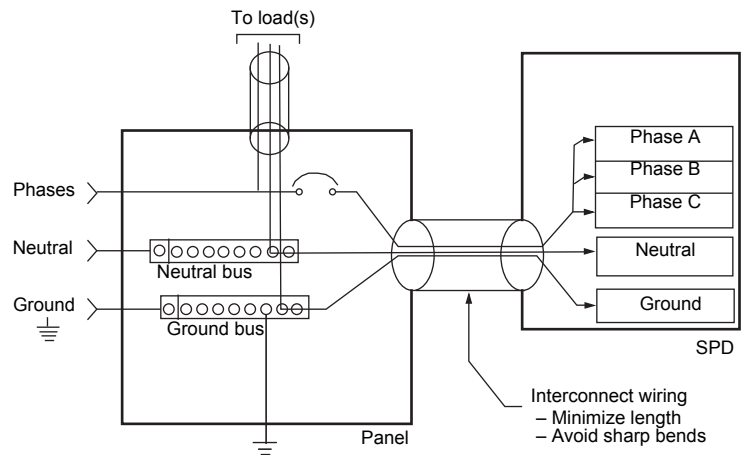 To load(s)
Phases
Neutral
Neutral bus
Ground
Ground bus
Panel
Phase A
Phase B
Phase C
Neutral
Ground
SPD
Interconnect wiring
– Minimize length
– Avoid sharp bends